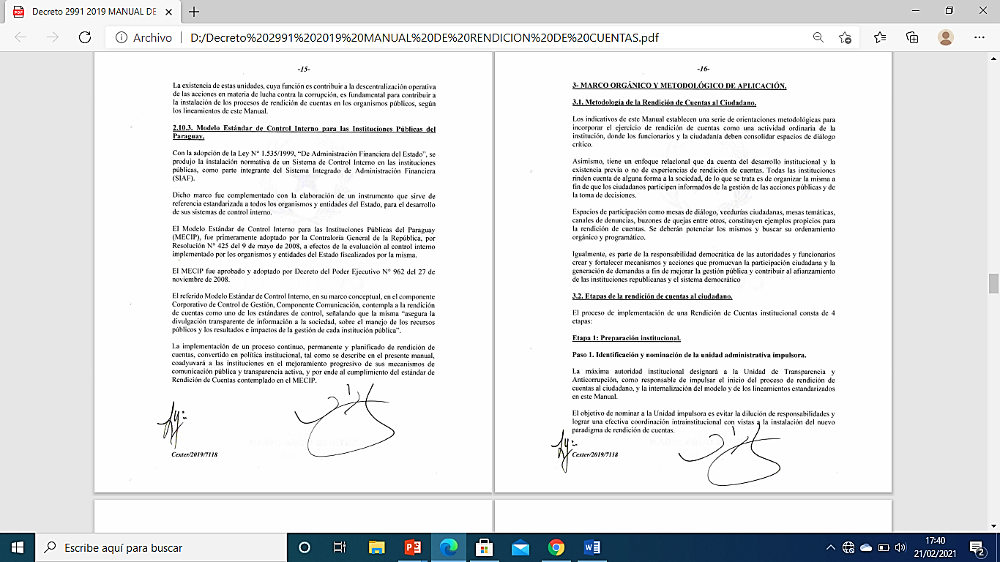 Decreto 2991 2019 MANUAL DE
Archivo
D:/Decreto%202991%202019%20MANUAL%20DE%20RENDICION%20DE%20CUENTAS.pdf
-15-
La existencia de estas unidades, cuya función es contribuir a la descentralización operativa
de las acciones en materia de lucha contra la corrupción, es fundamental para contribuir a
la instalación de los procesos de rendición de cuentas en los organismos públicos, según
los lineamientos de este Manual.
2.10.3. Modelo Estándar de Control Interno para las Instituciones Públicas del
Paraguay.
Con la adopción de la Ley N° 1.535/1999, “De Administración Financiera del Estado”, se
produjo la instalación normativa de un Sistema de Control Interno en las instituciones
públicas, como parte integrante del Sistema Integrado de Administración Financiera
(SIAF).
Dicho marco fue complementado con la elaboración de un instrumento que sirve de
referencia estandarizada a todos los organismos y entidades del Estado, para el desarrollo
de sus sistemas de control interno.
El Modelo Estándar de Control Interno para las Instituciones Públicas del Paraguay
(MECIP), fue primeramente adoptado por la Contraloría General de la República, por
Resolución N° 425 del 9 de mayo de 2008, a efectos de la evaluación al control interno
implementado por los organismos y entidades del Estado fiscalizados por la misma.
El MECIP fue aprobado y adoptado por Decreto del Poder Ejecutivo N° 962 del 27 de
noviembre de 2008.
El referido Modelo Estándar de Control Interno, en su marco conceptual, en el componente
Corporativo de Control de Gestión, Componente Comunicación, contempla a la rendición
de cuentas como uno de los estándares de control, señalando que la misma “asegura la
divulgación transparente de información a la sociedad, sobre el manejo de los recursos
públicos y los resultados e impactos de la gestión de cada institución pública”.
La implementación de un proceso continuo, permanente y planificado de rendición de
cuentas, convertido en política institucional, tal como se describe en el presente manual,
coadyuvará a las instituciones en el mejoramiento progresivo de sus mecanismos de
comunicación pública y transparencia activa, y por ende al cumplimiento del estándar de
Rendición de Cuentas contemplado en el MECIP.
Cexter/2019/7118
-16-
3- MARCO ORGÁNICO Y METODOLÓGICO DE APLICACIÓN.
3.1. Metodología de la Rendición de Cuentas al Ciudadano.
Los indicativos de este Manual establecen una serie de orientaciones metodológicas para
incorporar el ejercicio de rendición de cuentas como una actividad ordinaria de la
institución, donde los funcionarios y la ciudadanía deben consolidar espacios de diálogo
crítico.
Asimismo, tiene un enfoque relacional que da cuenta del desarrollo institucional y la
existencia previa o no de experiencias de rendición de cuentas. Todas las instituciones
rinden cuenta de alguna forma a la sociedad, de lo que se trata es de organizar la misma a
fin de que los ciudadanos participen informados de la gestión de las acciones públicas y de
la toma de decisiones.
Espacios de participación como mesas de diálogo, veedurías ciudadanas, mesas temáticas,
canales de denuncias, buzones de quejas entre otros, constituyen ejemplos propicios para
la rendición de cuentas. Se deberán potenciar los mismos y buscar su ordenamiento
orgánico y programático.
Igualmente, es parte de la responsabilidad democrática de las autoridades y funcionarios
crear y fortalecer mecanismos y acciones que promuevan la participación ciudadana y la
generación de demandas a fin de mejorar la gestión pública y contribuir al afianzamiento
de las instituciones republicanas y el sistema democrático
3.2. Etapas de la rendición de cuentas al ciudadano.
El proceso de implementación de una Rendición de Cuentas institucional consta de 4
etapas:
Etapa 1: Preparación institucional.
Paso 1. Identificación y nominación de la unidad administrativa impulsora.
La máxima autoridad institucional designará a la Unidad de Transparencia y
Anticorrupción, como responsable de impulsar el inicio del proceso de rendición de
cuentas al ciudadano, y la internalización del modelo y de los lineamientos estandarizados
en este Manual.
El objetivo de nominar a la Unidad impulsora es evitar la dilución de responsabilidades y
lograr una efectiva coordinación intrainstitucional con vistas a la instalación del nuevo
paradigma de rendición de cuentas.
Cexter/2019/7118
Escribe aquí para buscar
17:40
21/02/2021
2